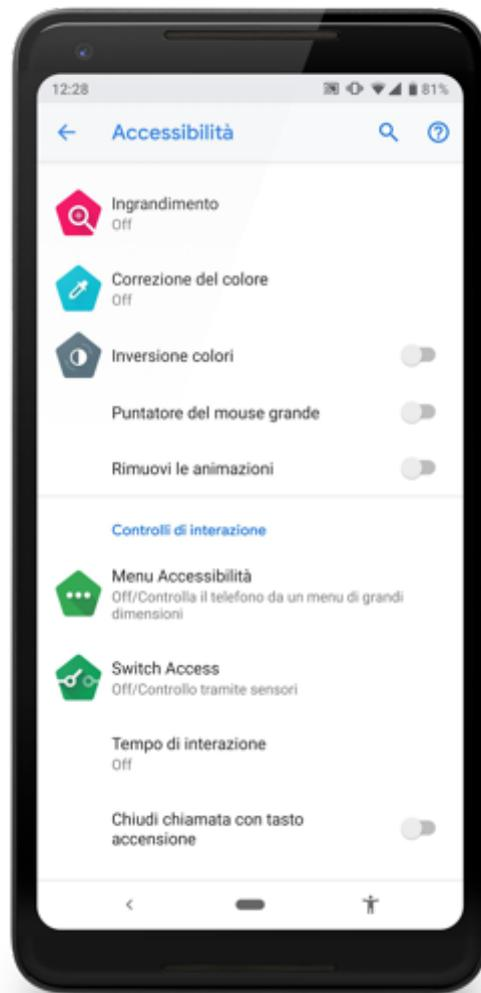 12:28
81%
Accessibilità
Ingrandimento
Off
Correzione del colore
Off
Inversione colori
Puntatore del mouse grande
Rimuovi le animazioni
Controlli di interazione
Menu Accessibilità
Off/Controlla il telefono da un menu di grandi
dimensioni
Switch Access
Off/Controllo tramite sensori
Tempo di interazione
Off
Chiudi chiamata con tasto
accensione